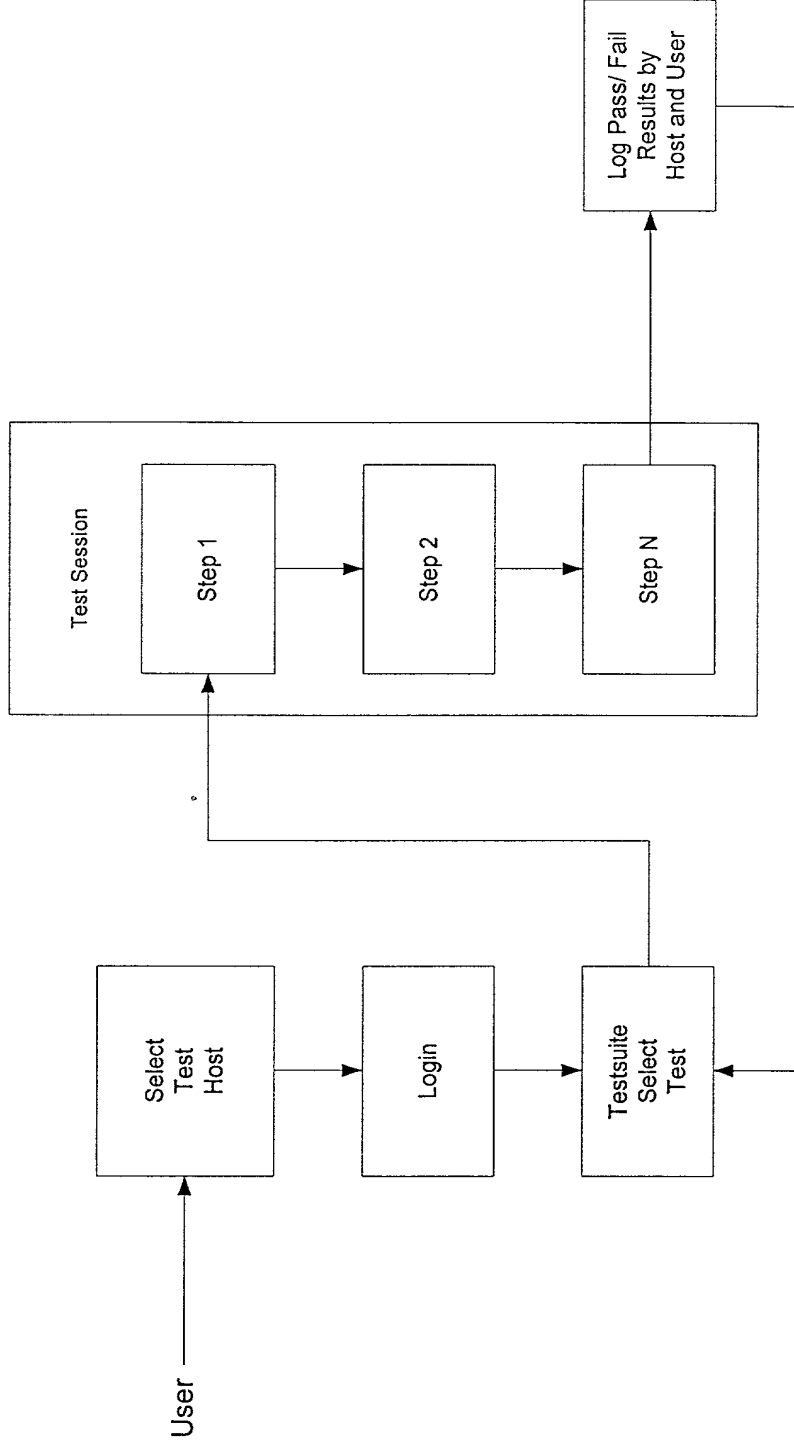 User
Select
Test
Host
Login
Testsuite
Select
Test
Test Session
Step 1
Step 2
Step N
Log Pass/ Fail
Results by
Host and User